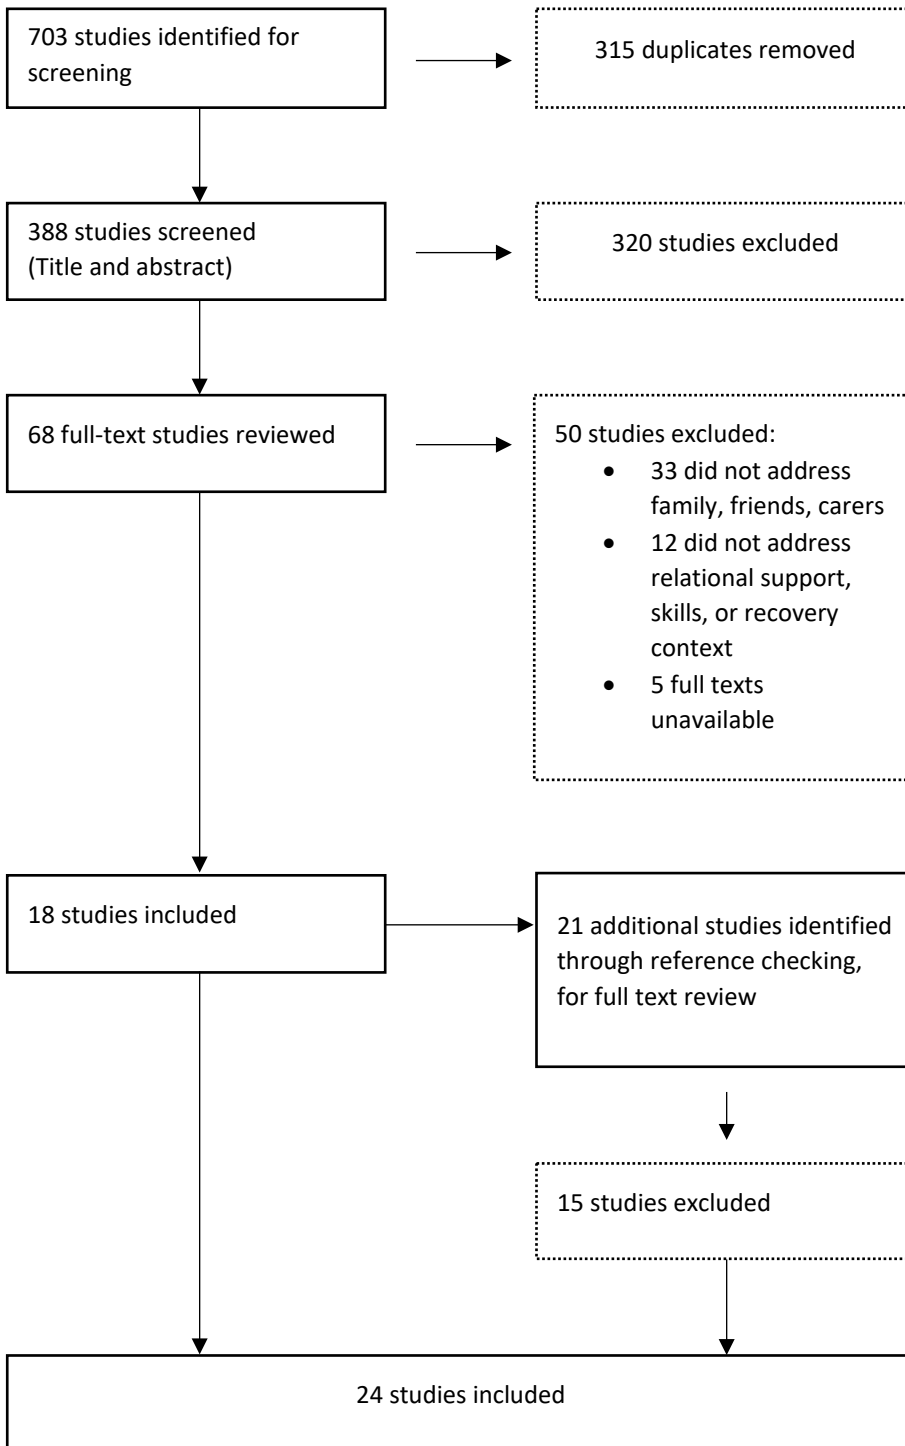 703 studies identified for
screening
315 duplicates removed
388 studies screened
(Title and abstract)
320 studies excluded
68 full-text studies reviewed
50 studies excluded:
• 33 did not address
family, friends, carers
• 12 did not address
relational support,
skills, or recovery
context
• 5 full texts
unavailable
18 studies included
21 additional studies identified
through reference checking,
for full text review
15 studies excluded
24 studies included